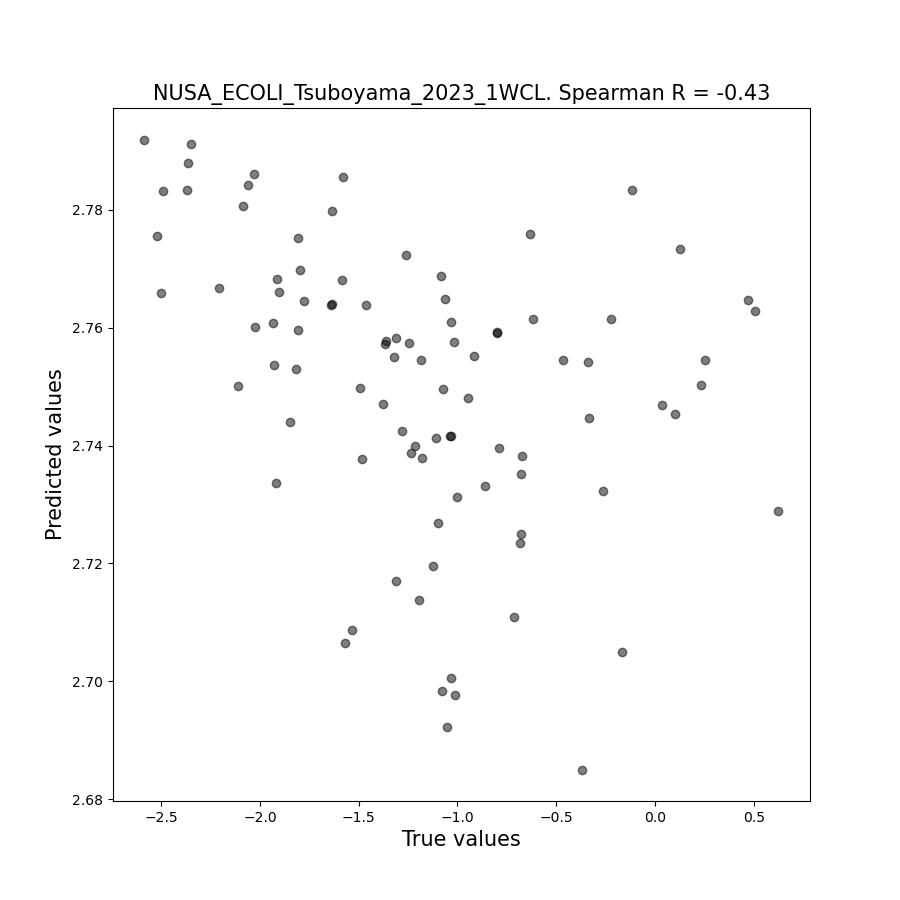 NUSA_ECOLI_Tsuboyama_2023_1WCL. Spearman R = -0.43
Predicted values
2.78
2.76
2.74
2.72
2.70
2.68
−2.5 −2.0 −1.5 −1.0 −0.5 0.0 0.5
True values